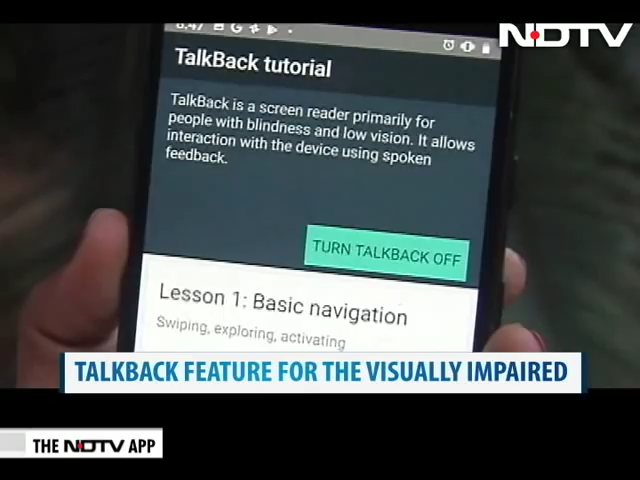 8:47
NDTV
TalkBack tutorial
TalkBack is a screen reader primarily for
people with blindness and low vision. It allows
interaction with the device using spoken
feedback.
TURN TALKBACK OFF
Lesson 1: Basic navigation
Swiping, exploring, activating
TALKBACK FEATURE FOR THE VISUALLY IMPAIRED
THE NDTV APP